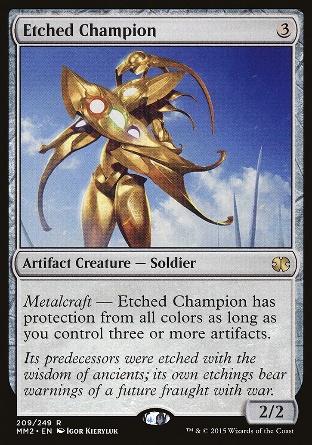 Etched Champion 3
Artifact Creature — Soldier
Metalcraft — Etched Champion has
protection from all colors as long as
you control three or more artifacts.
Its predecessors were etched with the
wisdom of ancients; its own etchings bear
warnings of a future fraught with war.
2/2
209/249 R
MM2 • EN Igor Kieryluk
™ & © 2015 Wizards of the Coast